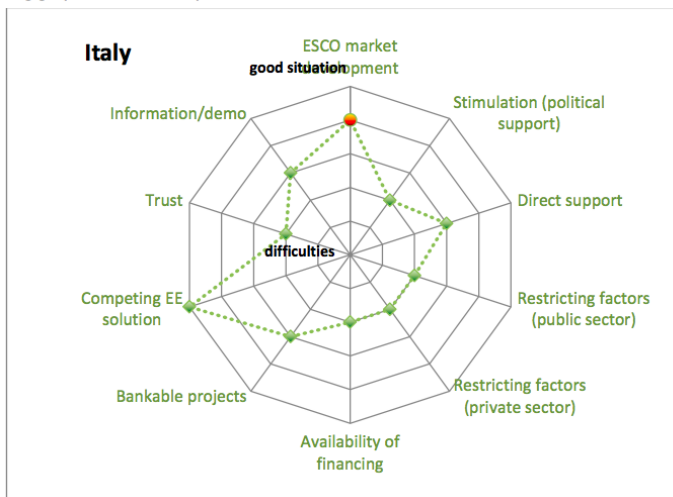 Italy
ESCO market
good situation
development
Information/demo
Stimulation (political
support)
Trust
Direct support
difficulties
Competing EE
solution
Restricting factors
(public sector)
Bankable projects
Restricting factors
(private sector)
Availability of
financing